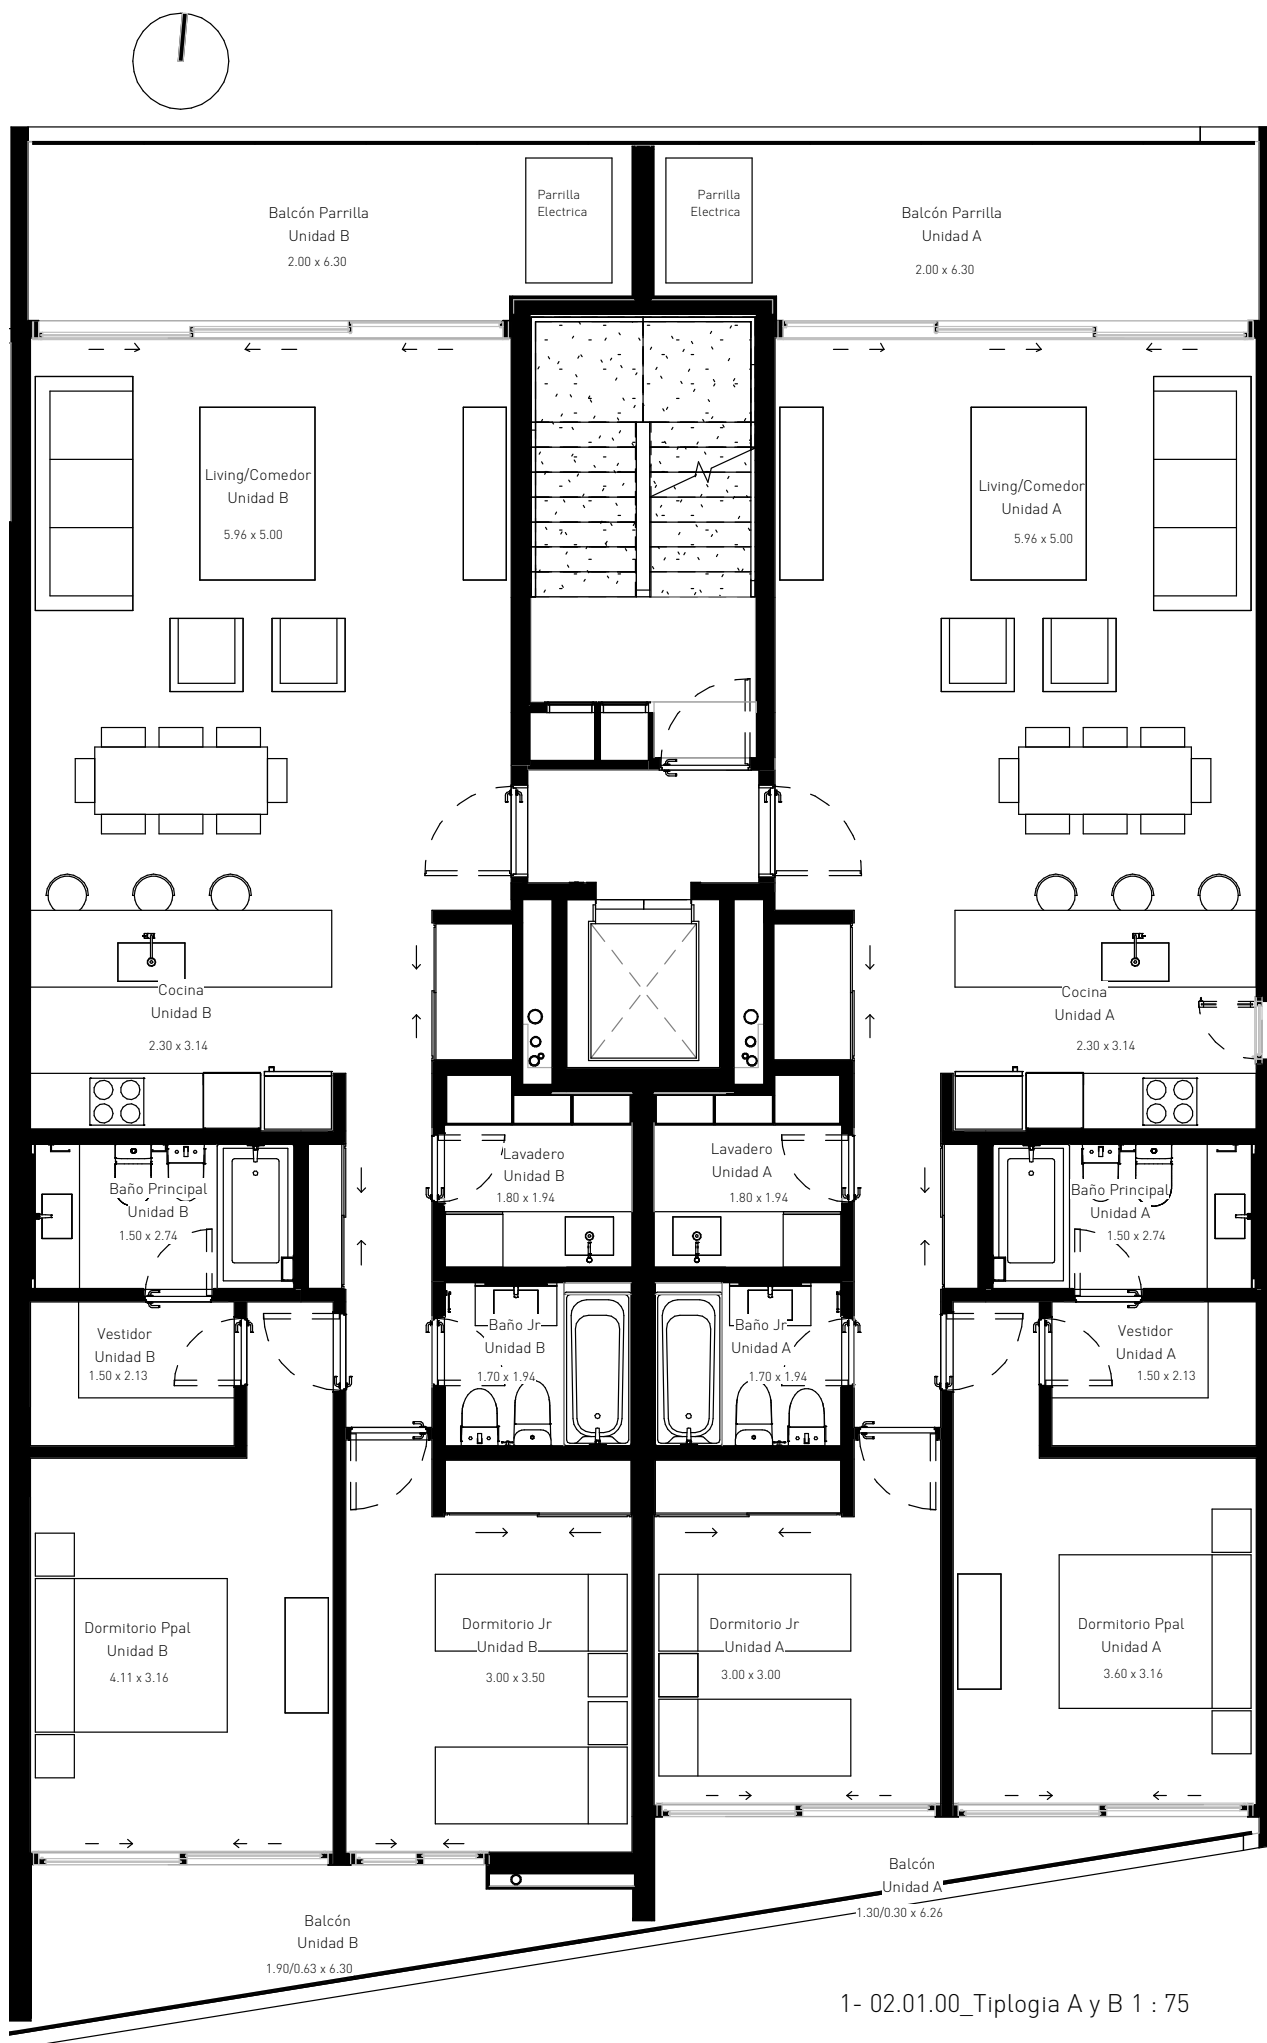 Parrilla
Electrica
Parrilla
Electrica
Balcón Parrilla
Unidad B
2.00 x 6.30
Balcón Parrilla
Unidad A
2.00 x 6.30
Living/Comedor
Unidad B
5.96 x 5.00
Living/Comedor
Unidad A
5.96 x 5.00
Cocina
Unidad B
2.30 x 3.14
Cocina
Unidad A
2.30 x 3.14
Baño Principal
Unidad B
1.50 x 2.74
Lavadero
Unidad B
1.80 x 1.94
Lavadero
Unidad A
1.80 x 1.94
Baño Principal
Unidad A
1.50 x 2.74
Vestidor
Unidad B
1.50 x 2.13
Baño Jr
Unidad B
1.70 x 1.94
Baño Jr
Unidad A
1.70 x 1.94
Vestidor
Unidad A
1.50 x 2.13
Dormitorio Ppal
Unidad B
4.11 x 3.16
Dormitorio Jr
Unidad B
3.00 x 3.50
Dormitorio Jr
Unidad A
3.00 x 3.00
Dormitorio Ppal
Unidad A
3.60 x 3.16
Balcón
Unidad A
1.30/0.30 x 6.26
Balcón
Unidad B
1.90/0.63 x 6.30
1- 02.01.00_Tiplogia A y B 1 : 75